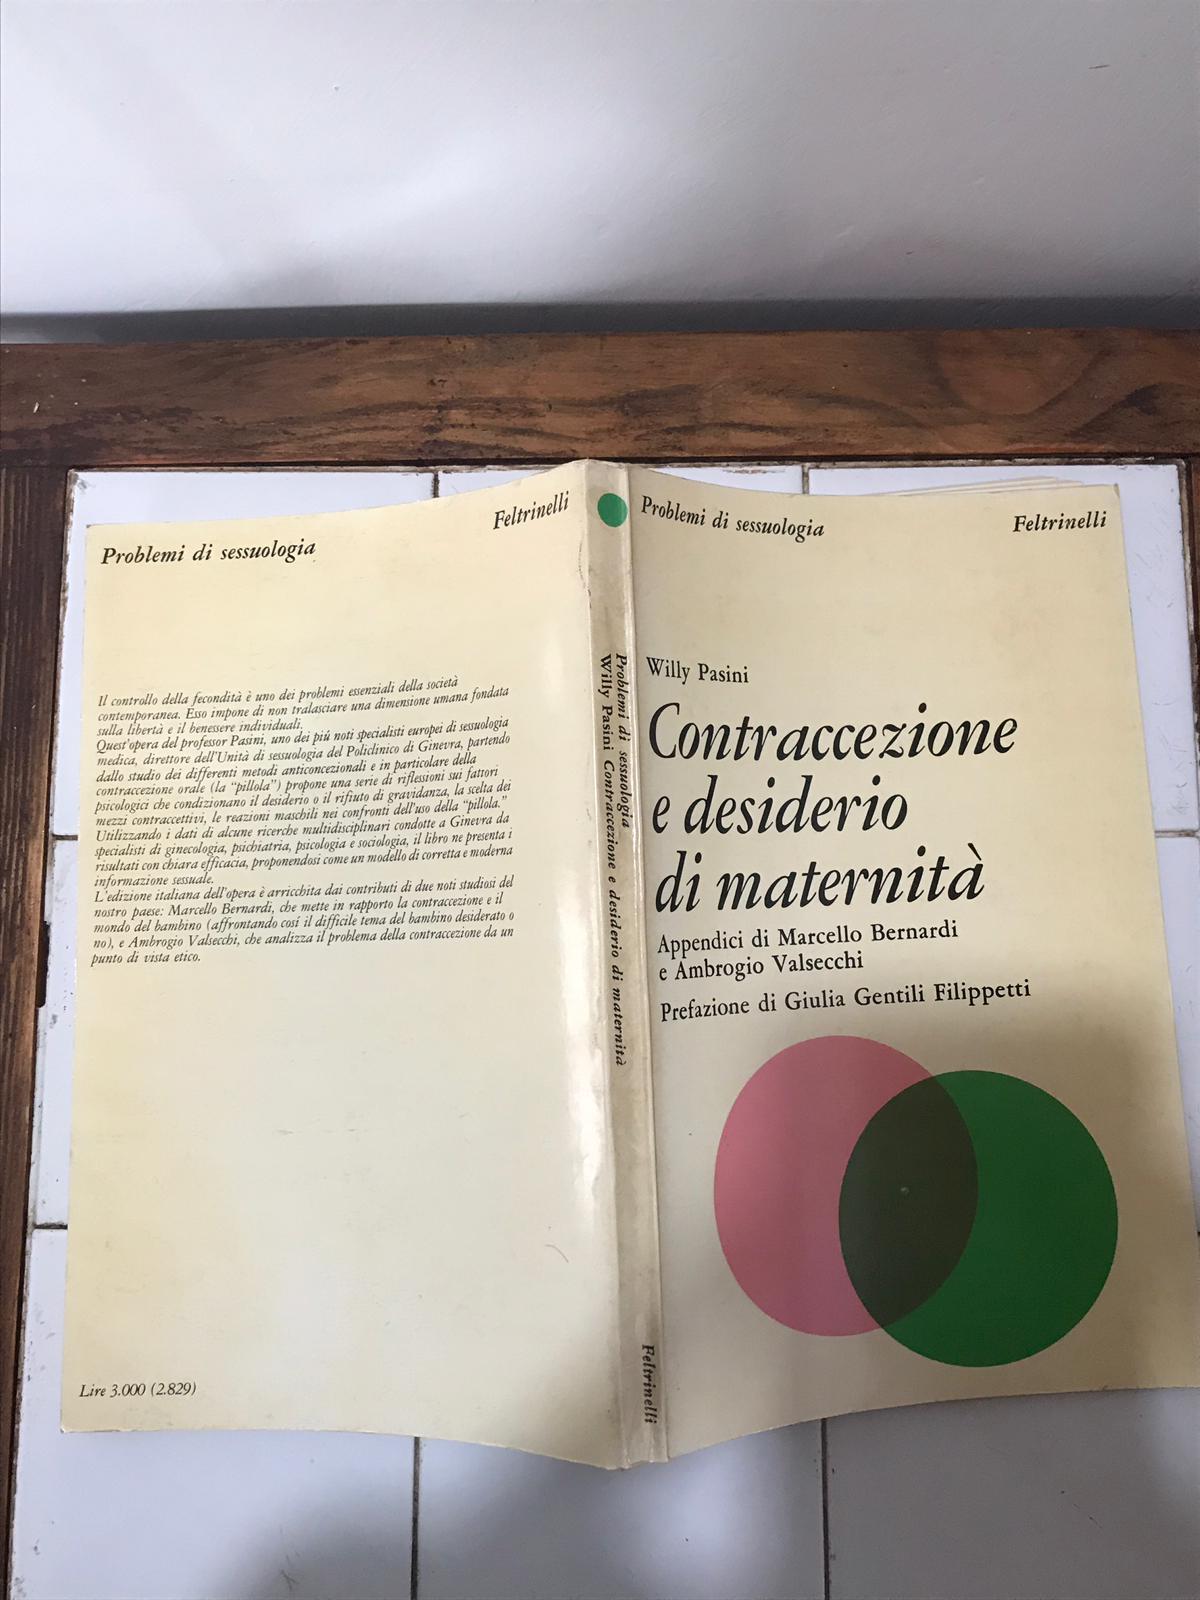 Problemi di sessuologia
Feltrinelli
Il controllo della fecondità è uno dei problemi essenziali della società
contemporanea. Esso impone di non tralasciare una dimensione umana fondata
sulla libertà e il benessere individuali.
Quest'opera del professor Pasini, uno dei piú noti specialisti europei di sessuologia
medica, direttore dell'Unità di sessuologia del Policlinico di Ginevra, partendo
dallo studio dei differenti metodi anticoncezionali e in particolare della
contraccezione orale (la "pillola") propone una serie di riflessioni sui fattori
psicologici che condizionano il desiderio o il rifiuto di gravidanza, la scelta dei
mezzi contraccettivi, le reazioni maschili nei confronti dell'uso della "pillola."
Utilizzando i dati di alcune ricerche multidisciplinari condotte a Ginevra da
specialisti di ginecologia, psichiatria, psicologia e sociologia, il libro ne presenta i
risultati con chiara efficacia, proponendosi come un modello di corretta e moderna
informazione sessuale.
L'edizione italiana dell'opera è arricchita dai contributi di due noti studiosi del
nostro paese: Marcello Bernardi, che mette in rapporto la contraccezione e il
mondo del bambino (affrontando cosí il difficile tema del bambino desiderato o
no), e Ambrogio Valsecchi, che analizza il problema della contraccezione da un
punto di vista etico.
Lire 3.000 (2.829)
Problemi di sessuologia
Willy Pasini Contraccezione e desiderio di maternità
Feltrinelli
Problemi di sessuologia
Feltrinelli
Willy Pasini
Contraccezione
e desiderio
di maternità
Appendici di Marcello Bernardi
e Ambrogio Valsecchi
Prefazione di Giulia Gentili Filippetti